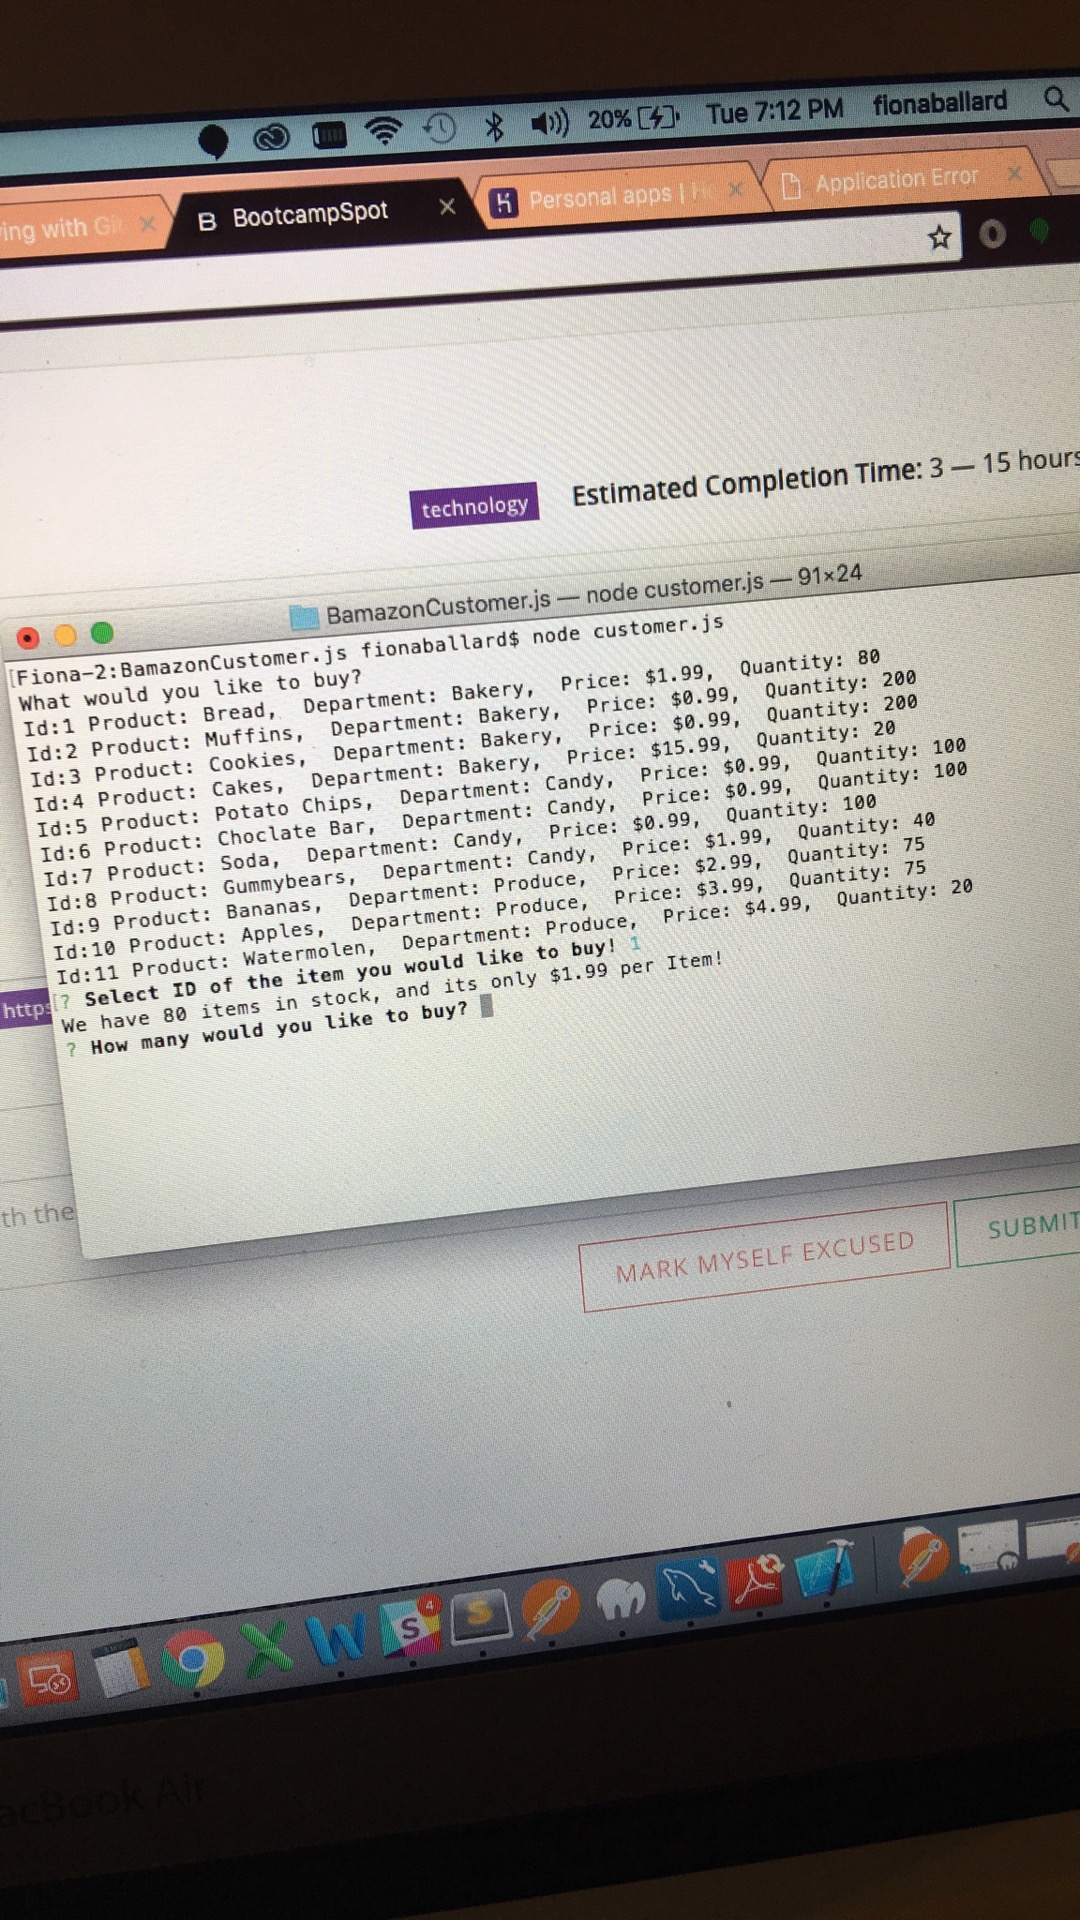 20% Tue 7:12 PM fionaballard
ing with Git
BootcampSpot
Personal apps | H
Application Error
technology
Estimated Completion Time: 3 — 15 hours
BamazonCustomer.js — node customer.js — 91×24
[Fiona-2:BamazonCustomer.js fionaballard$ node customer.js
What would you like to buy?
Id:1 Product: Bread, Department: Bakery, Price: $1.99, Quantity: 80
Id:2 Product: Muffins, Department: Bakery, Price: $0.99, Quantity: 200
Id:3 Product: Cookies, Department: Bakery, Price: $0.99, Quantity: 200
Id:4 Product: Cakes, Department: Bakery, Price: $15.99, Quantity: 20
Id:5 Product: Potato Chips, Department: Candy, Price: $0.99, Quantity: 100
Id:6 Product: Choclate Bar, Department: Candy, Price: $0.99, Quantity: 100
Id:7 Product: Soda, Department: Candy, Price: $0.99, Quantity: 100
Id:8 Product: Gummybears, Department: Candy, Price: $1.99, Quantity: 40
Id:9 Product: Bananas, Department: Produce, Price: $2.99, Quantity: 75
Id:10 Product: Apples, Department: Produce, Price: $3.99, Quantity: 75
Id:11 Product: Watermolen, Department: Produce, Price: $4.99, Quantity: 20
[? Select ID of the item you would like to buy! 1
We have 80 items in stock, and its only $1.99 per Item!
? How many would you like to buy?
https
th the
MARK MYSELF EXCUSED
SUBMIT
4
acBook Air